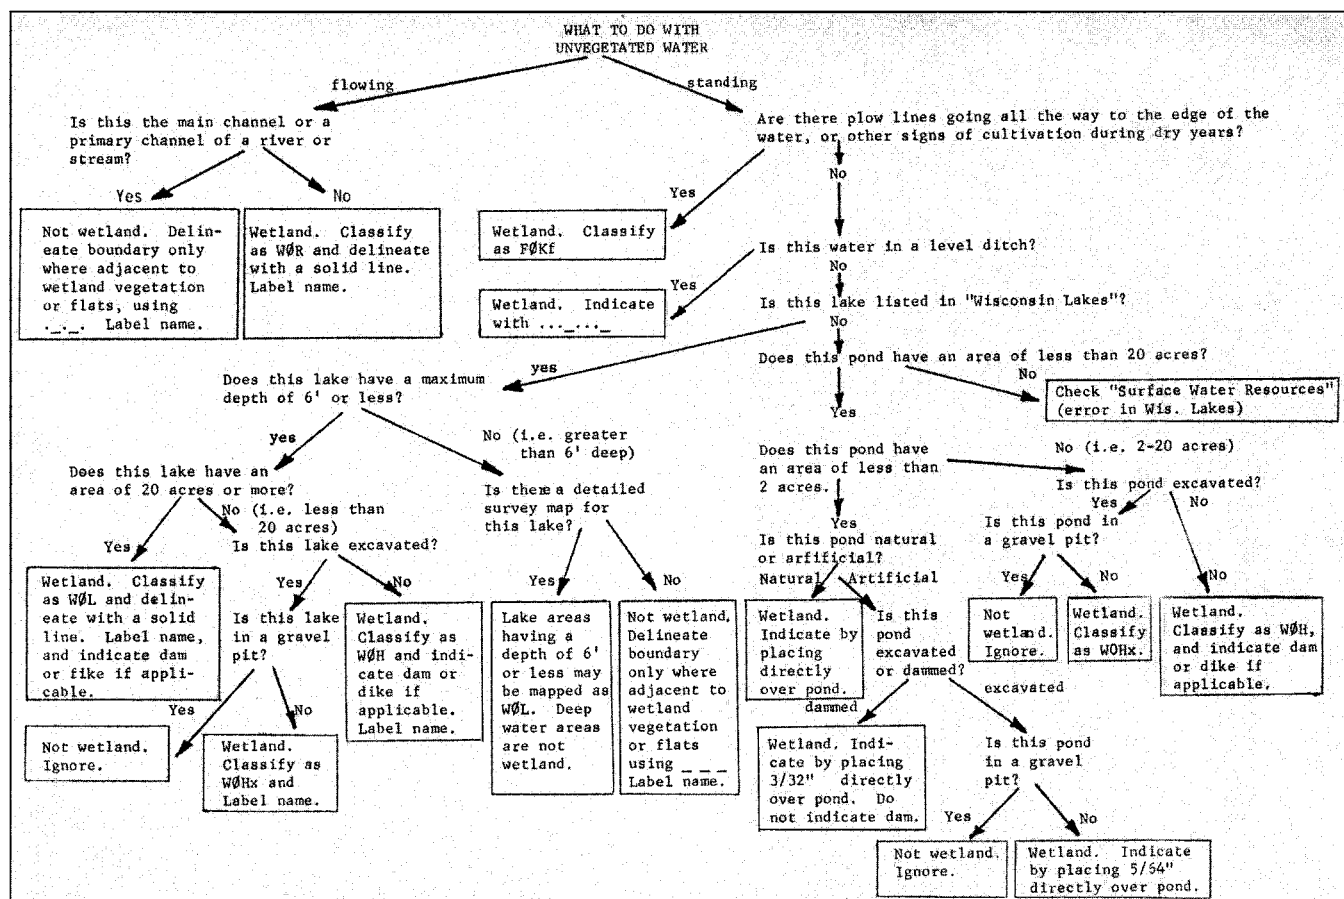 WHAT TO DO WITH
UNVEGETATED WATER
flowing
standing
Is this the main channel or a
primary channel of a river or
stream?
Yes
No
Not wetland. Delin-
eate boundary only
where adjacent to
wetland vegetation
or flats, using
._._. Label name.
Wetland. Classify
as WØR and delineate
with a solid line.
Label name.
Are there plow lines going all the way to the edge of the
water, or other signs of cultivation during dry years?
Yes
No
Wetland. Classify
as FØKf
Is this water in a level ditch?
Yes
No
Wetland. Indicate
with ..._..._
Is this lake listed in "Wisconsin Lakes"?
No
yes
Does this lake have a maximum
depth of 6' or less?
yes
No (i.e. greater
than 6' deep)
Does this lake have an
area of 20 acres or more?
No (i.e. less than
20 acres)
Yes
Is this lake excavated?
Yes
No
Wetland. Classify
as WØL and delin-
eate with a solid
line. Label name,
and indicate dam
or fike if appli-
cable.
Is this lake
in a gravel
pit?
Yes
No
Not wetland.
Ignore.
Wetland.
Classify as
WØHx and
Label name.
Wetland.
Classify as
WØH and indi-
cate dam or
dike if
applicable.
Label name.
Is there a detailed
survey map for
this lake?
Yes
No
Lake areas
having a
depth of 6'
or less may
be mapped as
WØL. Deep
water areas
are not
wetland.
Not wetland.
Delineate
boundary
only where
adjacent to
wetland
vegetation
or flats
using _ _ _
Label name.
Does this pond have an area of less than 20 acres?
No
Yes
Check "Surface Water Resources"
(error in Wis. Lakes)
Does this pond have
an area of less than
2 acres.
No (i.e. 2-20 acres)
Yes
Is this pond excavated?
Yes
No
Is this pond in
a gravel pit?
Yes
No
No
Not
wetland.
Ignore.
Wetland.
Classify
as WOHx.
Wetland.
Classify as WØH,
and indicate dam
or dike if
applicable.
Is this pond natural
or arfificial?
Natural
Artificial
Wetland.
Indicate by
placing
directly
over pond.
Is this
pond
excavated
or dammed?
dammed
excavated
Wetland. Indi-
cate by placing
3/32" directly
over pond. Do
not indicate dam.
Is this pond
in a gravel
pit?
Yes
No
Not wetland.
Ignore.
Wetland. Indicate
by placing 5/64"
directly over pond.